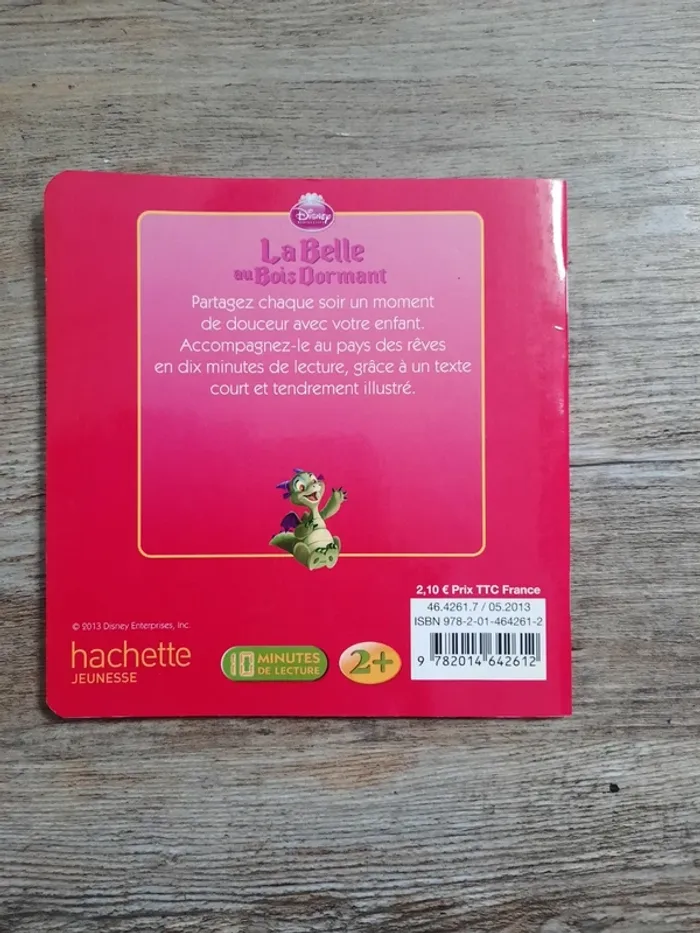 Disney
La Belle
au Bois Dormant
Partagez chaque soir un moment
de douceur avec votre enfant.
Accompagnez-le au pays des rêves
en dix minutes de lecture, grâce à un texte
court et tendrement illustré.
2,10 € Prix TTC France
46.4261.7 / 05.2013
ISBN 978-2-01-464261-2
9 782014 642612
© 2013 Disney Enterprises, Inc.
hachette
JEUNESSE
10 MINUTES
DE LECTURE
2+